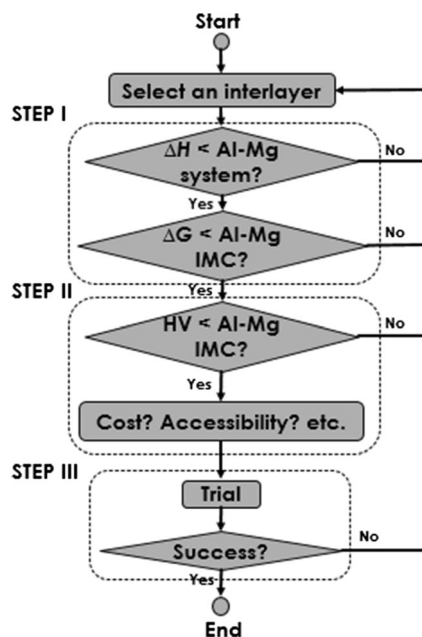 Start
Select an interlayer
STEP I
ΔH < Al-Mg
system?
No
Yes
ΔG < Al-Mg
IMC?
No
Yes
STEP II
HV < Al-Mg
IMC?
No
Yes
Cost? Accessibility? etc.
STEP III
Trial
Success?
No
Yes
End